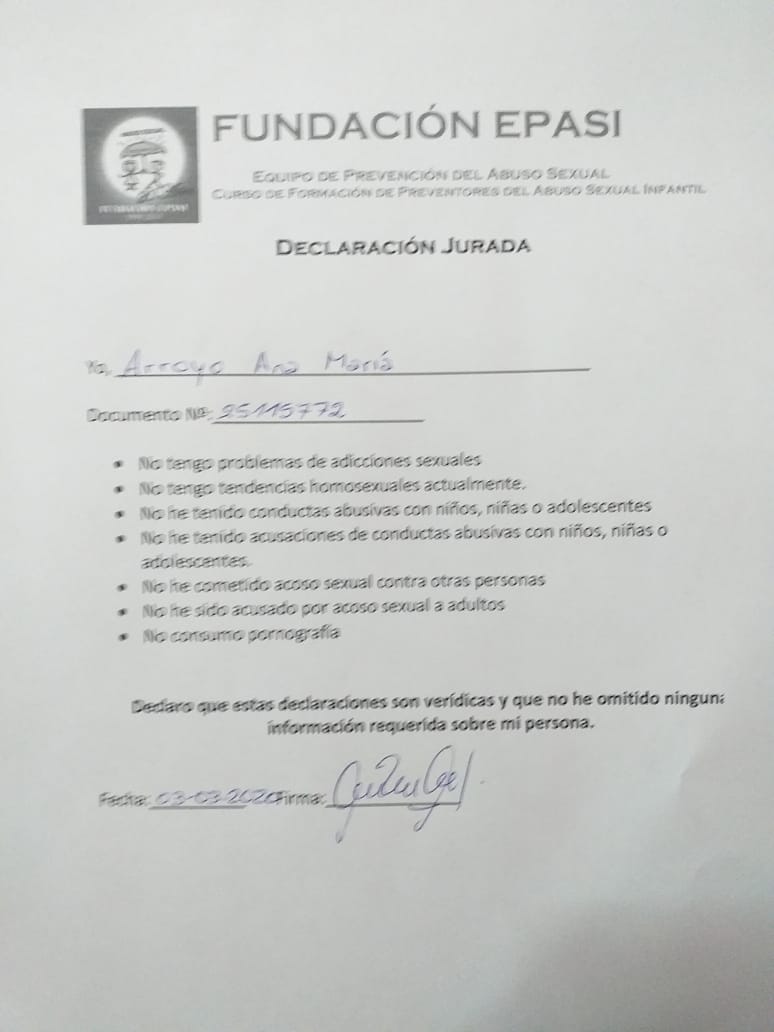 FUNDACIÓN EPASI
EQUIPO DE PREVENCIÓN DEL ABUSO SEXUAL
CURSO DE FORMACIÓN DE PREVENTORES DEL ABUSO SEXUAL INFANTIL
DECLARACIÓN JURADA
Yo, Arroyo Ana María
Documento Nº: 25115772
• No tengo problemas de adicciones sexuales
• No tengo tendencias homosexuales actualmente.
• No he tenido conductas abusivas con niños, niñas o adolescentes
• No he tenido acusaciones de conductas abusivas con niños, niñas o
adolescentes.
• No he cometido acoso sexual contra otras personas
• No he sido acusado por acoso sexual a adultos
• No consumo pornografía
Declaro que estas declaraciones son verídicas y que no he omitido ninguna
información requerida sobre mi persona.
Fecha: 03-03-2020 Firma: